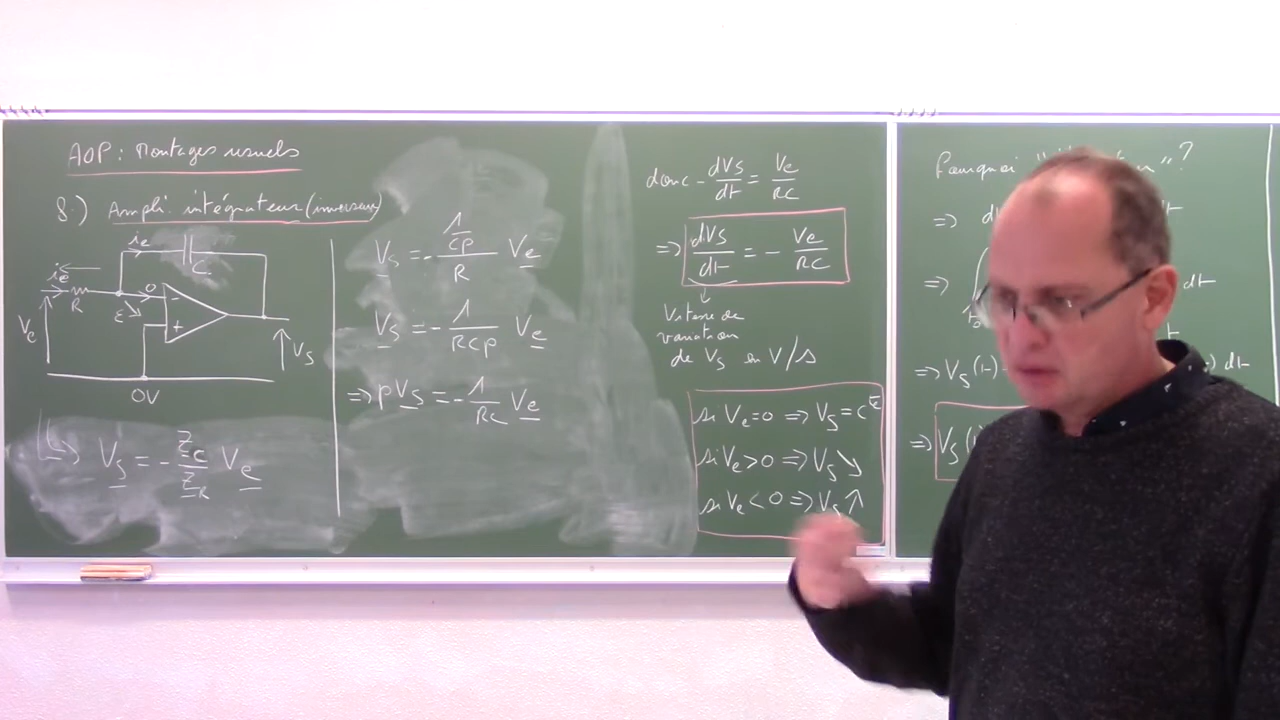 AOP : Montages usuels
8.) Ampli. intégrateur (inverseur)
ie
C
ie
R
0
-
ε
+
Ve
Vs
0V
Vs = - Zc/ZR Ve
Vs = - (1/Cp)/R Ve
Vs = - 1/RCp Ve
⇒ pVs = - 1/RC Ve
donc - dVs/dt = Ve/RC
⇒ dVs/dt = - Ve/RC
↓
Vitesse de
variation
de Vs en V/s
si Ve = 0 ⇒ Vs = cte
si Ve > 0 ⇒ Vs ↘
si Ve < 0 ⇒ Vs ↑
Pourquoi " " ?
⇒ dt
⇒ ∫ dt
t0
⇒ Vs(t) dt
⇒ Vs(